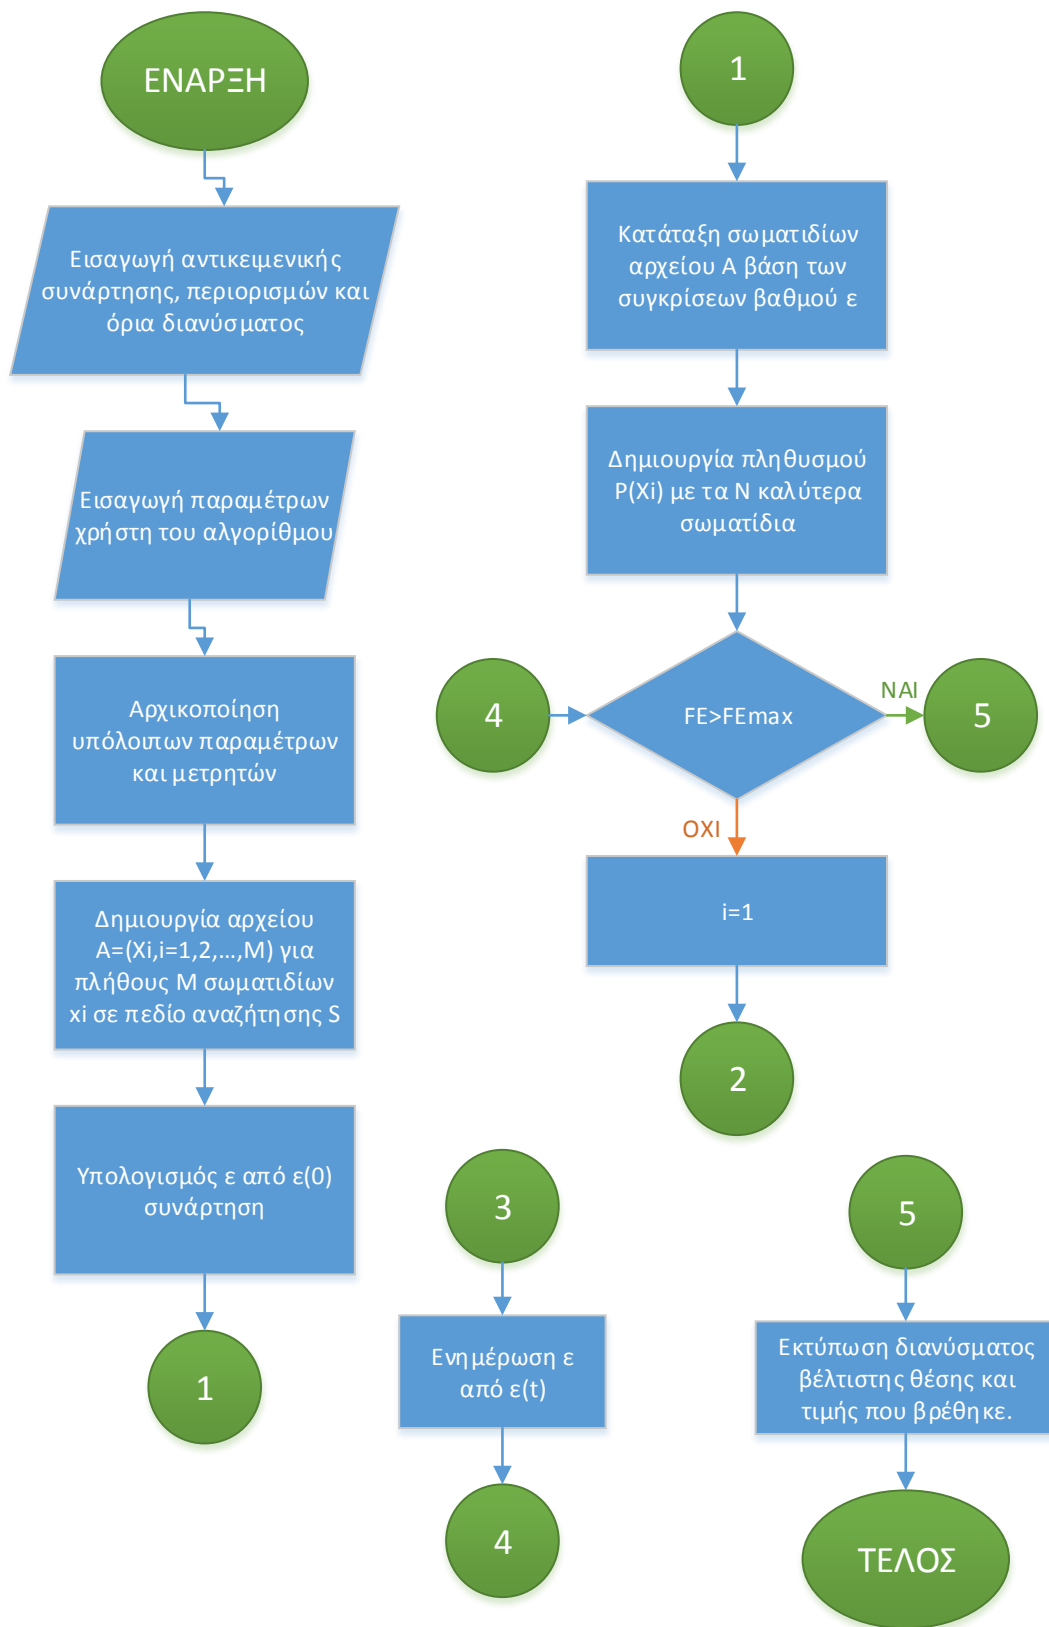 ΕΝΑΡΞΗ
Εισαγωγή αντικειμενικής
συνάρτησης, περιορισμών και
όρια διανύσματος
Εισαγωγή παραμέτρων
χρήστη του αλγορίθμου
Αρχικοποίηση
υπόλοιπων παραμέτρων
και μετρητών
Δημιουργία αρχείου
Α=(Xi,i=1,2,...,M) για
πλήθους Μ σωματιδίων
xi σε πεδίο αναζήτησης S
Υπολογισμός ε από ε(0)
συνάρτηση
1
1
Κατάταξη σωματιδίων
αρχείου Α βάση των
συγκρίσεων βαθμού ε
Δημιουργία πληθυσμού
P(Xi) με τα Ν καλύτερα
σωματίδια
4
FE>FEmax
ΝΑΙ
5
ΟΧΙ
i=1
2
3
Ενημέρωση ε
από ε(t)
4
5
Εκτύπωση διανύσματος
βέλτιστης θέσης και
τιμής που βρέθηκε.
ΤΕΛΟΣ